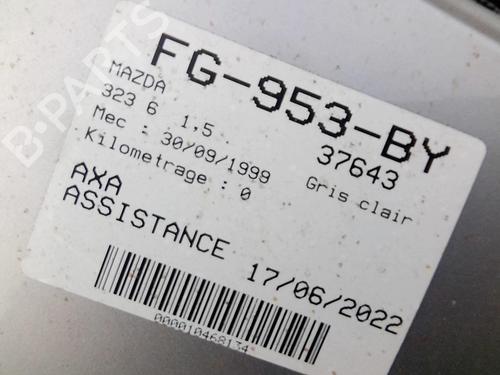 FG-953-BY
MAZDA
323 6 1,5 37643
Mec : 30/09/1999 Gris clair
Kilometrage : 0
AXA
ASSISTANCE 17/06/2022
000010468134
B-PARTS